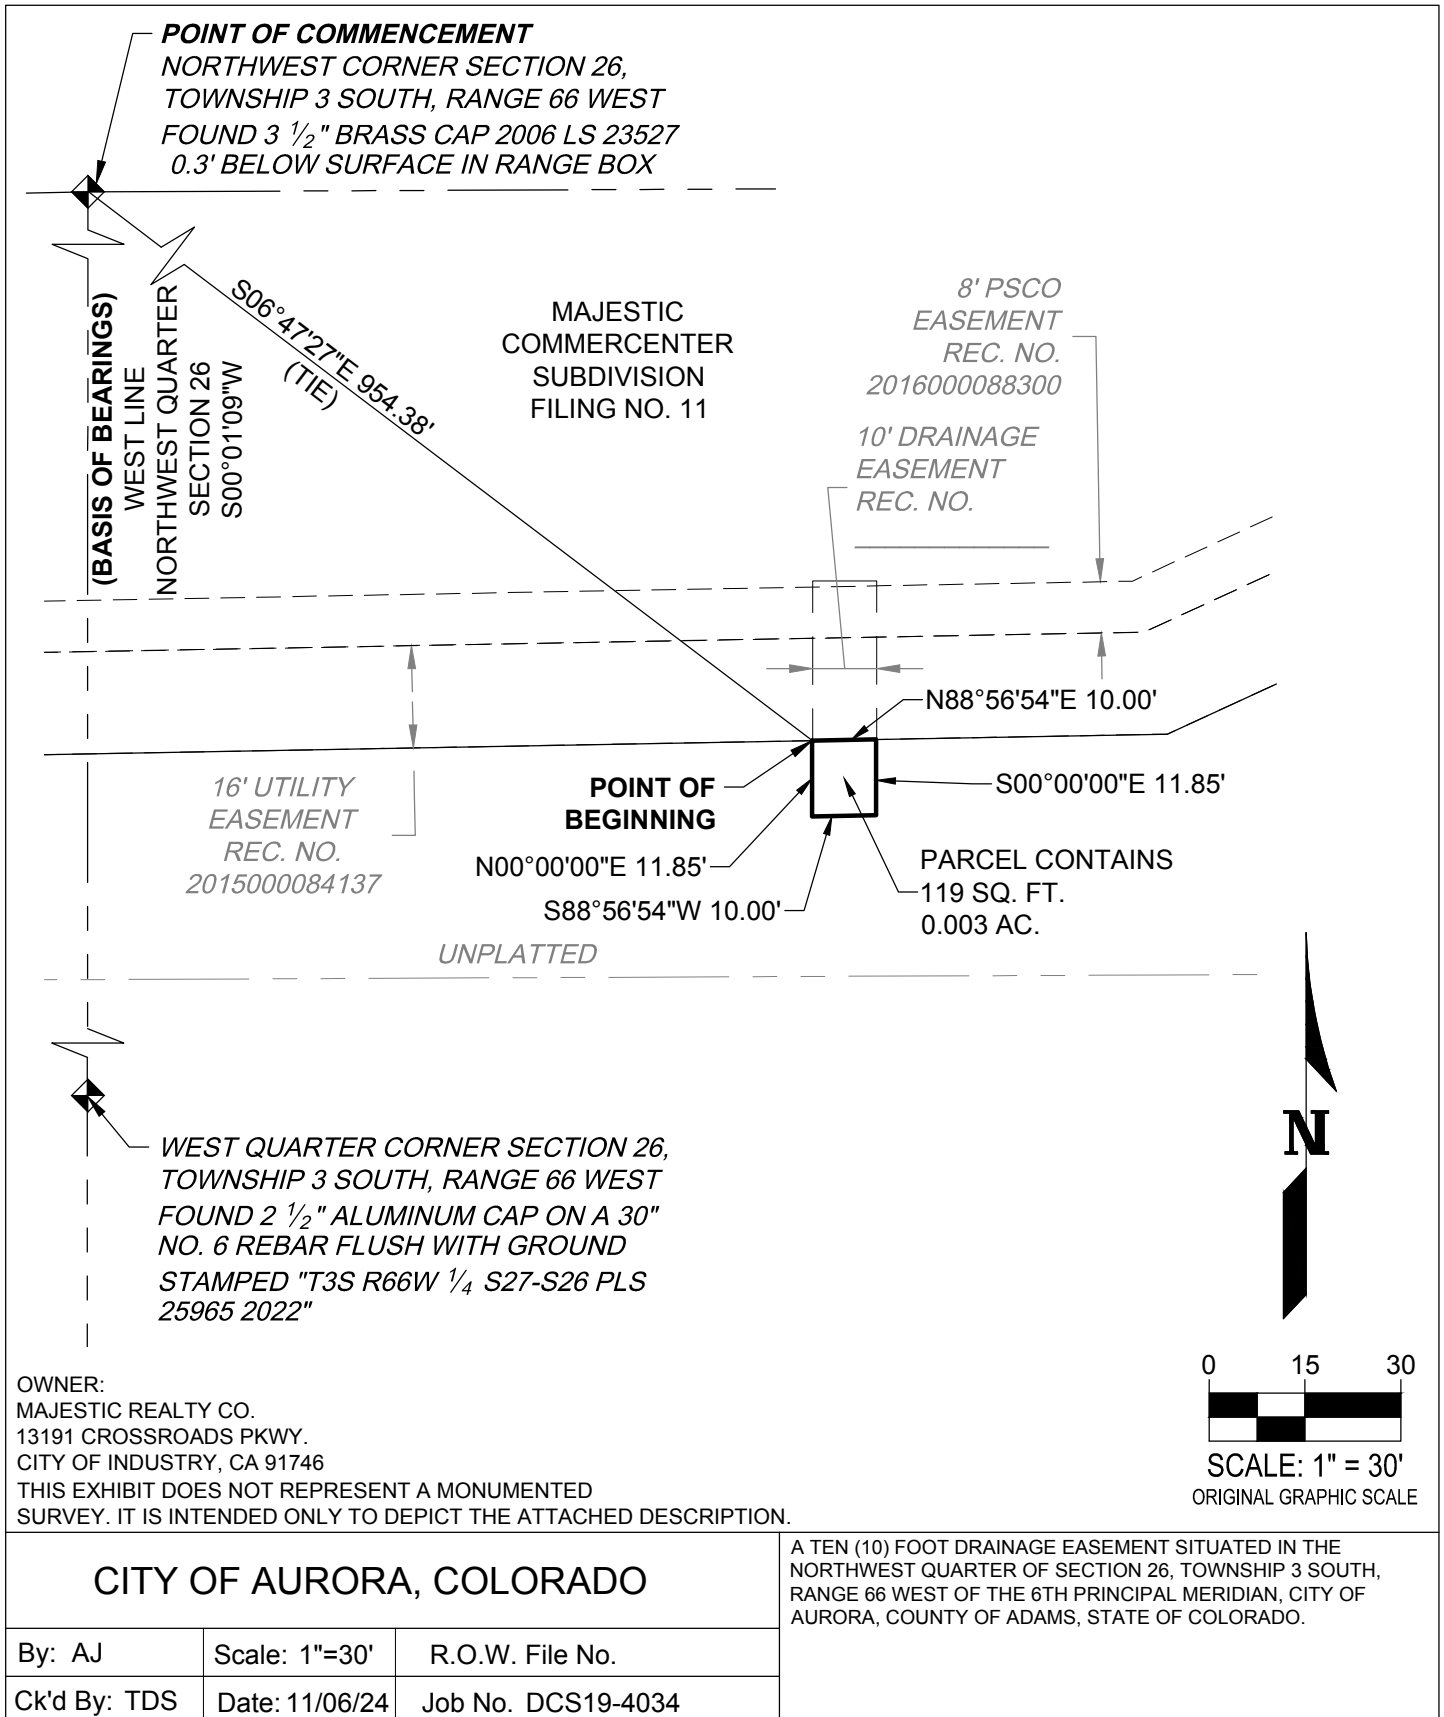 POINT OF COMMENCEMENT
NORTHWEST CORNER SECTION 26,
TOWNSHIP 3 SOUTH, RANGE 66 WEST
FOUND 3 1/2" BRASS CAP 2006 LS 23527
0.3' BELOW SURFACE IN RANGE BOX
(BASIS OF BEARINGS)
WEST LINE
NORTHWEST QUARTER
SECTION 26
S00°01'09"W
S06°47'27"E 954.38'
(TIE)
MAJESTIC
COMMERCENTER
SUBDIVISION
FILING NO. 11
8' PSCO
EASEMENT
REC. NO.
2016000088300
10' DRAINAGE
EASEMENT
REC. NO.
N88°56'54"E 10.00'
16' UTILITY
EASEMENT
REC. NO.
2015000084137
POINT OF
BEGINNING
S00°00'00"E 11.85'
N00°00'00"E 11.85'
S88°56'54"W 10.00'
PARCEL CONTAINS
119 SQ. FT.
0.003 AC.
UNPLATTED
N
WEST QUARTER CORNER SECTION 26,
TOWNSHIP 3 SOUTH, RANGE 66 WEST
FOUND 2 1/2" ALUMINUM CAP ON A 30"
NO. 6 REBAR FLUSH WITH GROUND
STAMPED "T3S R66W 1/4 S27-S26 PLS
25965 2022"
0 15 30
SCALE: 1" = 30'
ORIGINAL GRAPHIC SCALE
OWNER:
MAJESTIC REALTY CO.
13191 CROSSROADS PKWY.
CITY OF INDUSTRY, CA 91746
THIS EXHIBIT DOES NOT REPRESENT A MONUMENTED
SURVEY. IT IS INTENDED ONLY TO DEPICT THE ATTACHED DESCRIPTION.
CITY OF AURORA, COLORADO
A TEN (10) FOOT DRAINAGE EASEMENT SITUATED IN THE
NORTHWEST QUARTER OF SECTION 26, TOWNSHIP 3 SOUTH,
RANGE 66 WEST OF THE 6TH PRINCIPAL MERIDIAN, CITY OF
AURORA, COUNTY OF ADAMS, STATE OF COLORADO.
By: AJ
Scale: 1"=30'
R.O.W. File No.
Ck'd By: TDS
Date: 11/06/24
Job No. DCS19-4034